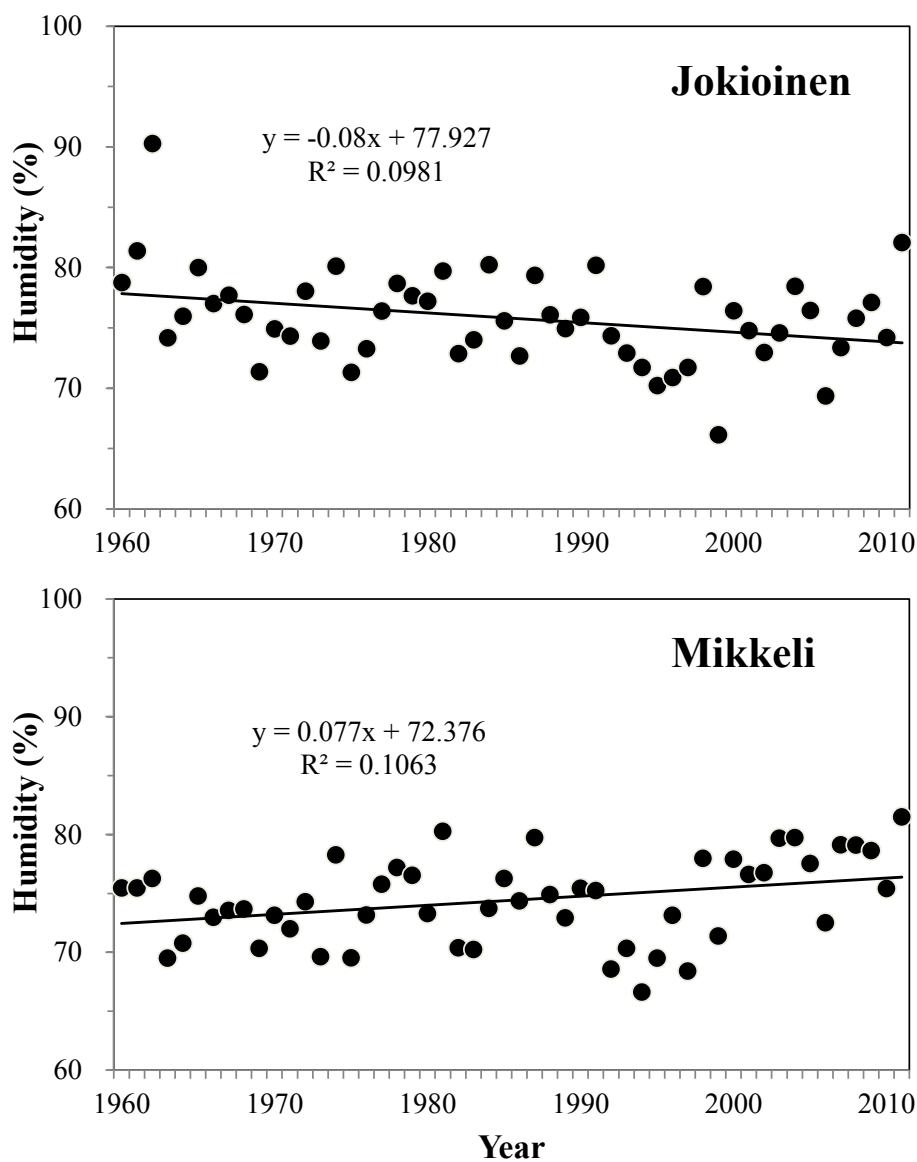 Jokioinen
y = -0.08x + 77.927
R² = 0.0981
Humidity (%)
100
90
80
70
60
1960 1970 1980 1990 2000 2010
Mikkeli
y = 0.077x + 72.376
R² = 0.1063
Humidity (%)
100
90
80
70
60
1960 1970 1980 1990 2000 2010
Year